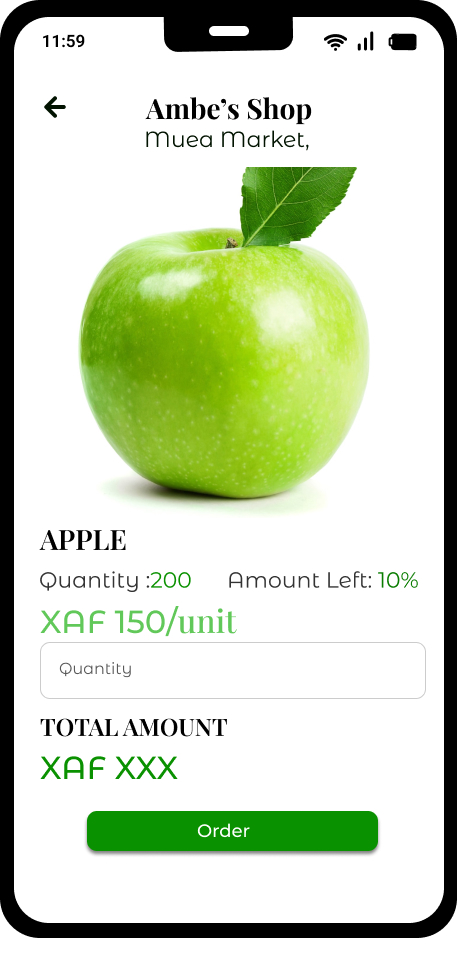 11:59
Ambe's Shop
Muea Market,
APPLE
Quantity :200 Amount Left: 10%
XAF 150/unit
Quantity
TOTAL AMOUNT
XAF XXX
Order